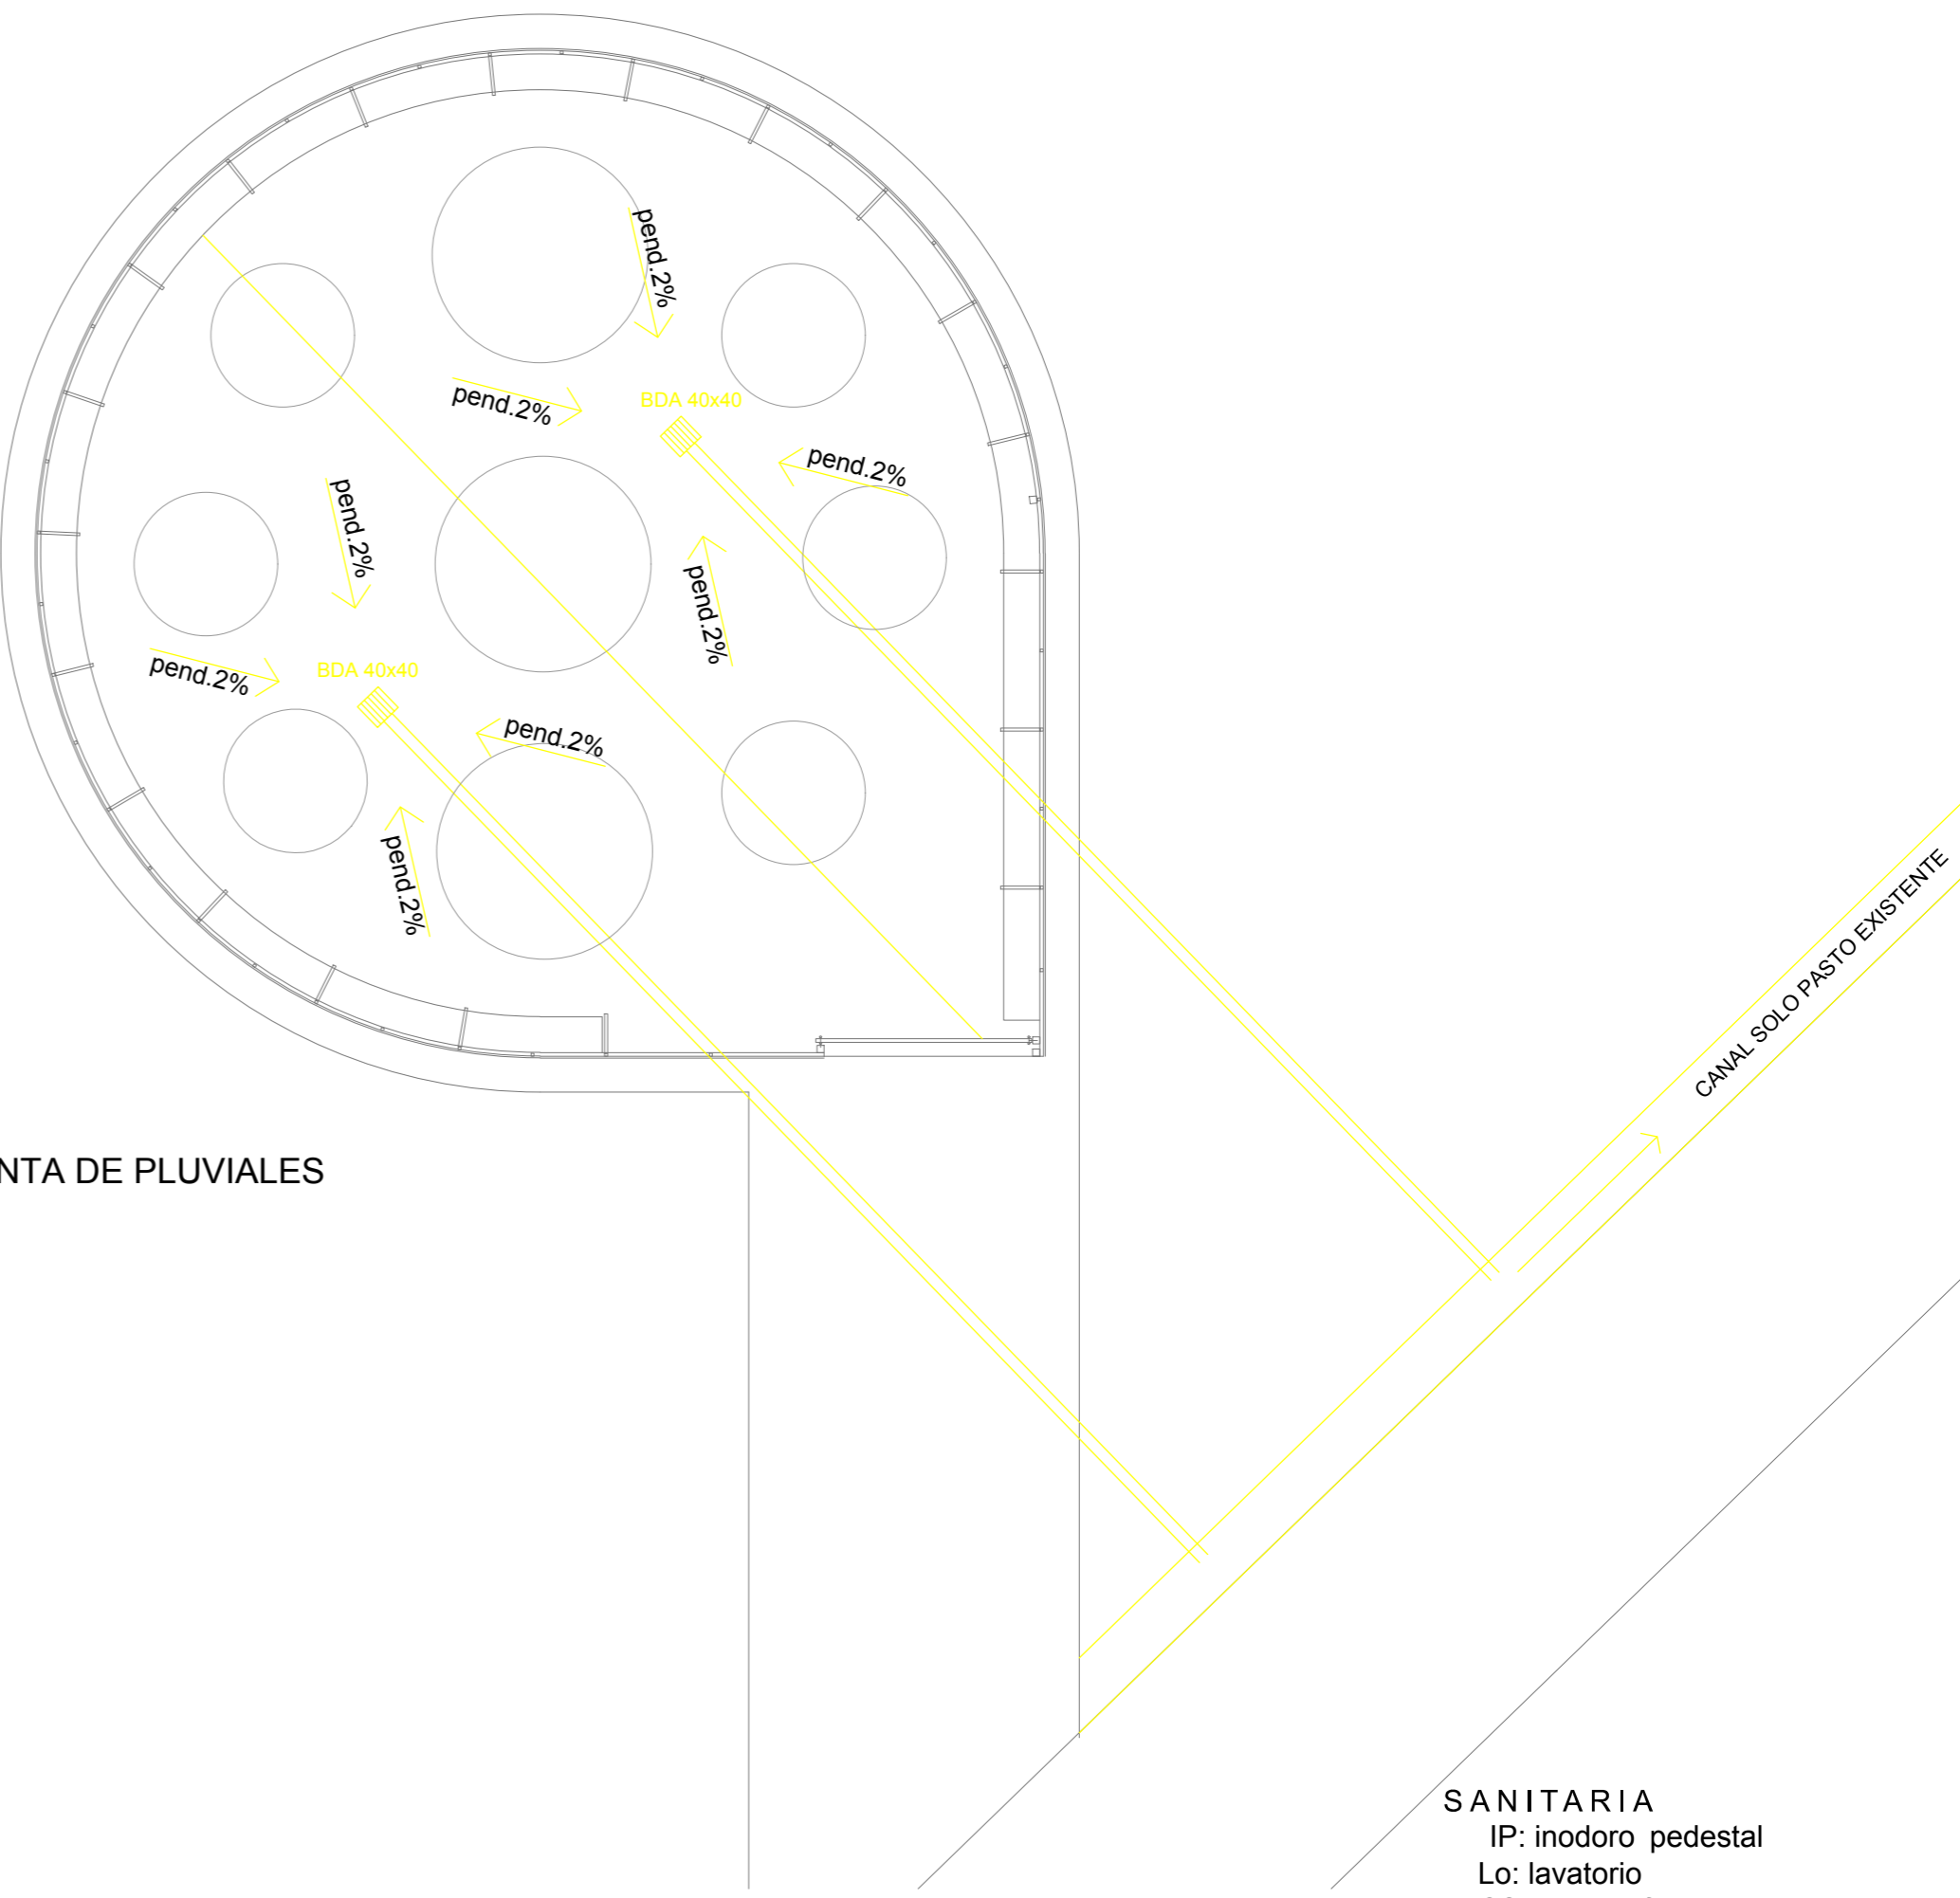 pend.2%
pend.2%
BDA 40x40
pend.2%
pend.2%
pend.2%
pend.2%
BDA 40x40
pend.2%
pend.2%
CANAL SOLO PASTO EXISTENTE
NTA DE PLUVIALES
SANITARIA
IP: inodoro pedestal
Lo: lavatorio